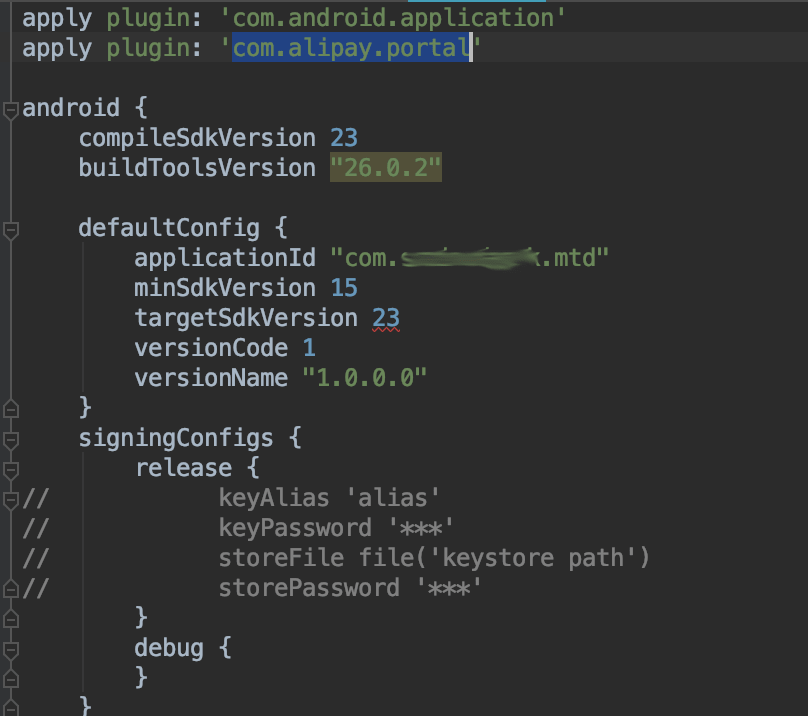 apply plugin: 'com.android.application'
apply plugin: 'com.alipay.portal'
android {
compileSdkVersion 23
buildToolsVersion "26.0.2"
defaultConfig {
applicationId "com. .mtd"
minSdkVersion 15
targetSdkVersion 23
versionCode 1
versionName "1.0.0.0"
}
signingConfigs {
release {
// keyAlias 'alias'
// keyPassword '***'
// storeFile file('keystore path')
// storePassword '***'
}
debug {
}
}